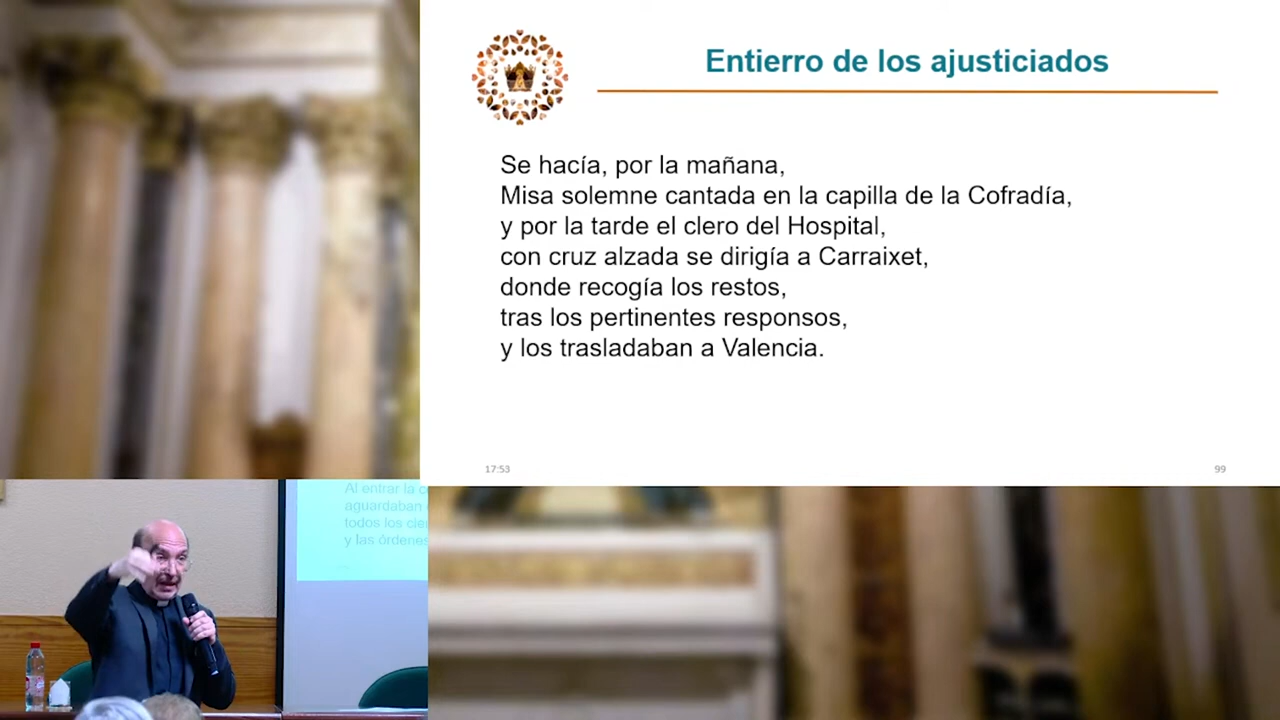 Entierro de los ajusticiados
Se hacía, por la mañana,
Misa solemne cantada en la capilla de la Cofradía,
y por la tarde el clero del Hospital,
con cruz alzada se dirigía a Carraixet,
donde recogía los restos,
tras los pertinentes responsos,
y los trasladaban a Valencia.
17:53
99
Al entrar la
aguardaban
todos los
y las órdenes